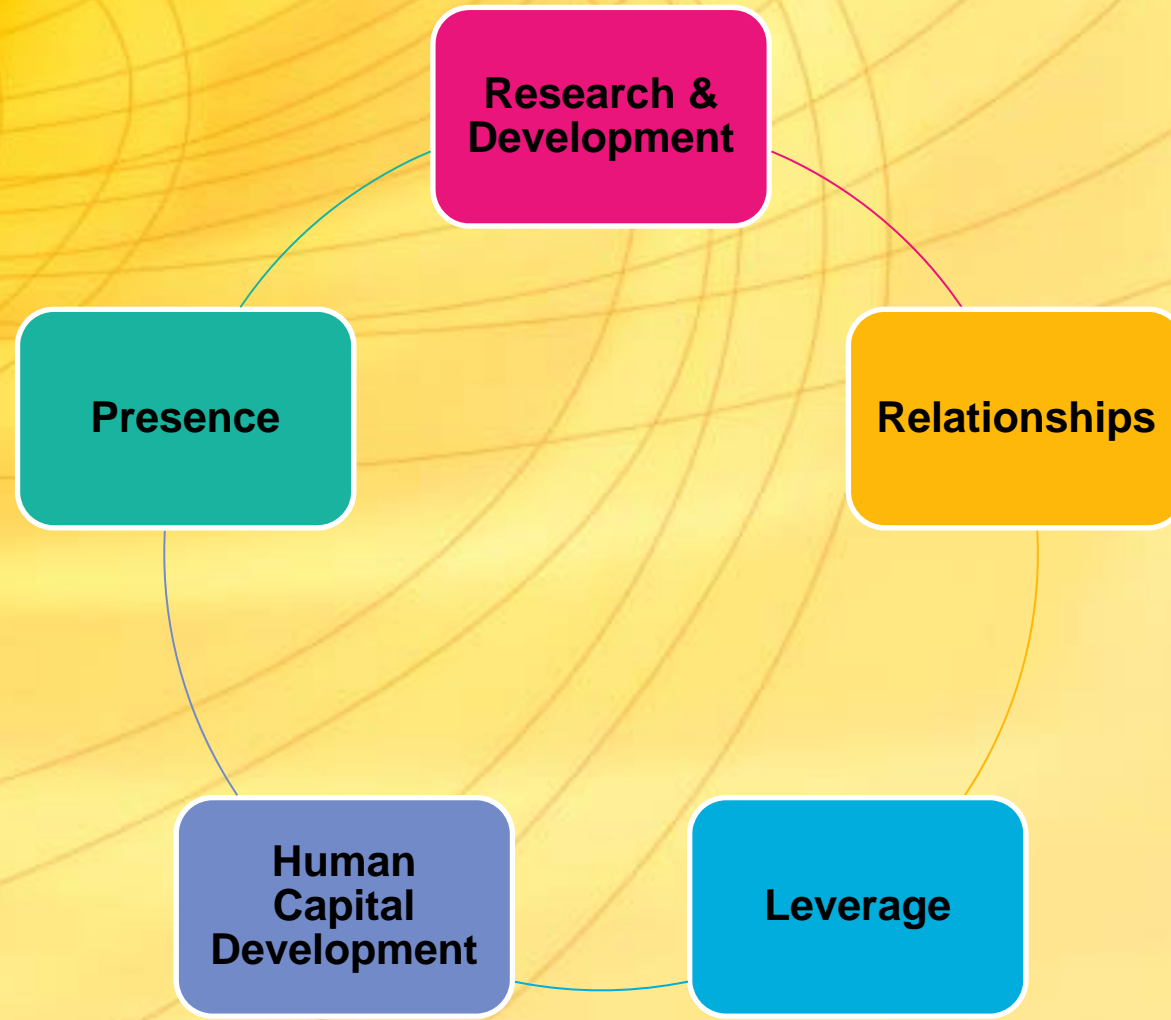 Research &
Development
Presence
Relationships
Human
Capital
Development
Leverage